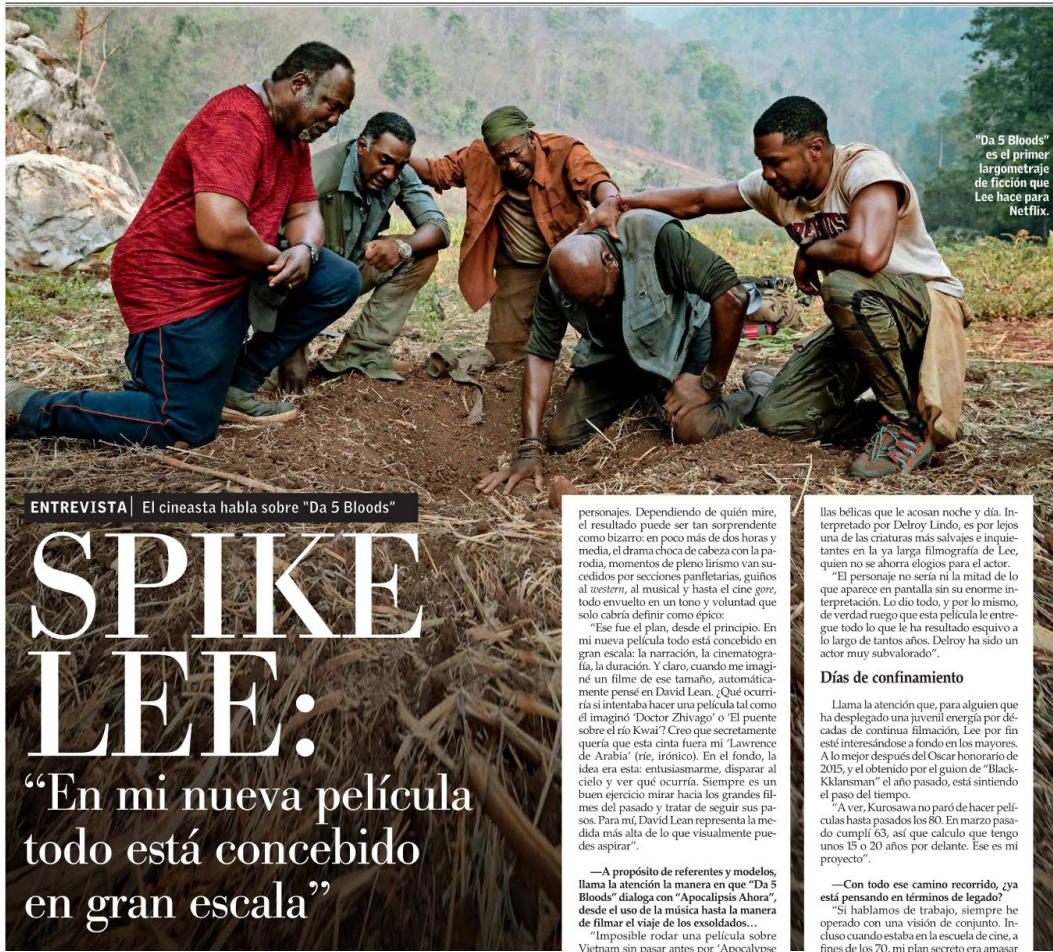 "Da 5 Bloods"
es el primer
largometraje
de ficción que
Lee hace para
Netflix.
ENTREVISTA| El cineasta habla sobre "Da 5 Bloods"
SPIKE
LEE:
“En mi nueva película
todo está concebido
en gran escala”
personajes. Dependiendo de quién mire,
el resultado puede ser tan sorprendente
como bizarro: en poco más de dos horas y
media, el drama choca de cabeza con la pa-
rodia, momentos de pleno lirismo van su-
cedidos por secciones panfletarias, guiños
al western, al musical y hasta el cine gore,
todo envuelto en un tono y voluntad que
solo cabría definir como épico:
“Ese fue el plan, desde el principio. En
mi nueva película todo está concebido en
gran escala: la narración, la cinematogra-
fía, la duración. Y claro, cuando me imagi-
né un filme de ese tamaño, automática-
mente pensé en David Lean. ¿Qué ocurri-
ría si intentaba hacer una película tal como
él imaginó ‘Doctor Zhivago’ o ‘El puente
sobre el río Kwai’? Creo que secretamente
quería que esta cinta fuera mi ‘Lawrence
de Arabia’ (ríe, irónico). En el fondo, la
idea era esta: entusiasmarme, disparar al
cielo y ver qué ocurría. Siempre es un
buen ejercicio mirar hacia los grandes fil-
mes del pasado y tratar de seguir sus pa-
sos. Para mí, David Lean representa la me-
dida más alta de lo que visualmente pue-
des aspirar”.
—A propósito de referentes y modelos,
llama la atención la manera en que “Da 5
Bloods” dialoga con “Apocalipsis Ahora”,
desde el uso de la música hasta la manera
de filmar el viaje de los exsoldados…
“Imposible rodar una película sobre
Vietnam sin pasar antes por ‘Apocalypse
llas bélicas que le acosan noche y día. In-
terpretado por Delroy Lindo, es por lejos
una de las criaturas más salvajes e inquie-
tantes en la ya larga filmografía de Lee,
quien no se ahorra elogios para el actor.
“El personaje no sería ni la mitad de lo
que aparece en pantalla sin su enorme in-
terpretación. Lo dio todo, y por lo mismo,
de verdad ruego que esta película le entre-
gue todo lo que le ha resultado esquivo a
lo largo de tantos años. Delroy ha sido un
actor muy subvalorado”.
Días de confinamiento
Llama la atención que, para alguien que
ha desplegado una juvenil energía por dé-
cadas de continua filmación, Lee por fin
esté interesándose a fondo en los mayores.
A lo mejor después del Oscar honorario de
2015, y el obtenido por el guion de “Black-
Kklansman” el año pasado, está sintiendo
el paso del tiempo.
“A ver, Kurosawa no paró de hacer pelí-
culas hasta pasados los 80. En marzo pasa-
do cumplí 63, así que calculo que tengo
unos 15 o 20 años por delante. Ese es mi
proyecto”.
—Con todo ese camino recorrido, ¿ya
está pensando en términos de legado?
“Si hablamos de trabajo, siempre he
operado con una visión de conjunto. In-
cluso cuando estaba en la escuela de cine, a
fines de los 70, mi plan secreto era amasar